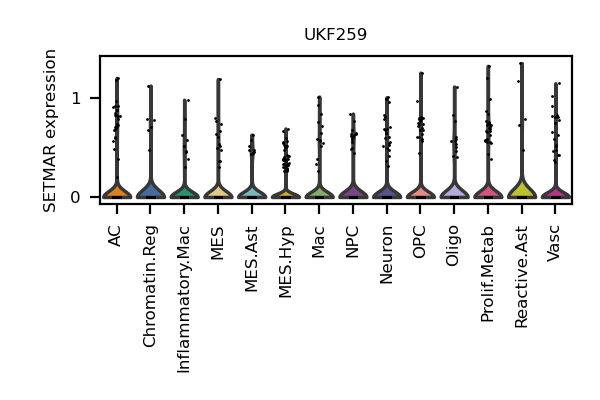 UKF259
SETMAR expression
1
0
AC
Chromatin.Reg
Inflammatory.Mac
MES
MES.Ast
MES.Hyp
Mac
NPC
Neuron
OPC
Oligo
Prolif.Metab
Reactive.Ast
Vasc